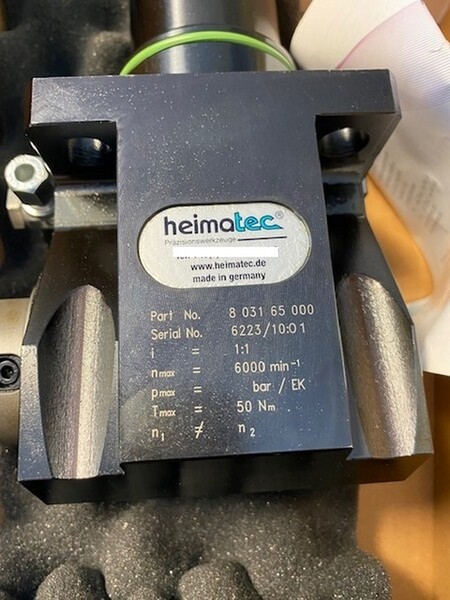 heimatec®
Präzisionswerkzeuge
www.heimatec.de
made in germany
Part No. 8 031 65 000
Serial No. 6223/10:01
i = 1:1
nmax = 6000 min⁻¹
pmax = bar / EK
Tmax = 50 Nm
n1 ≠ n2